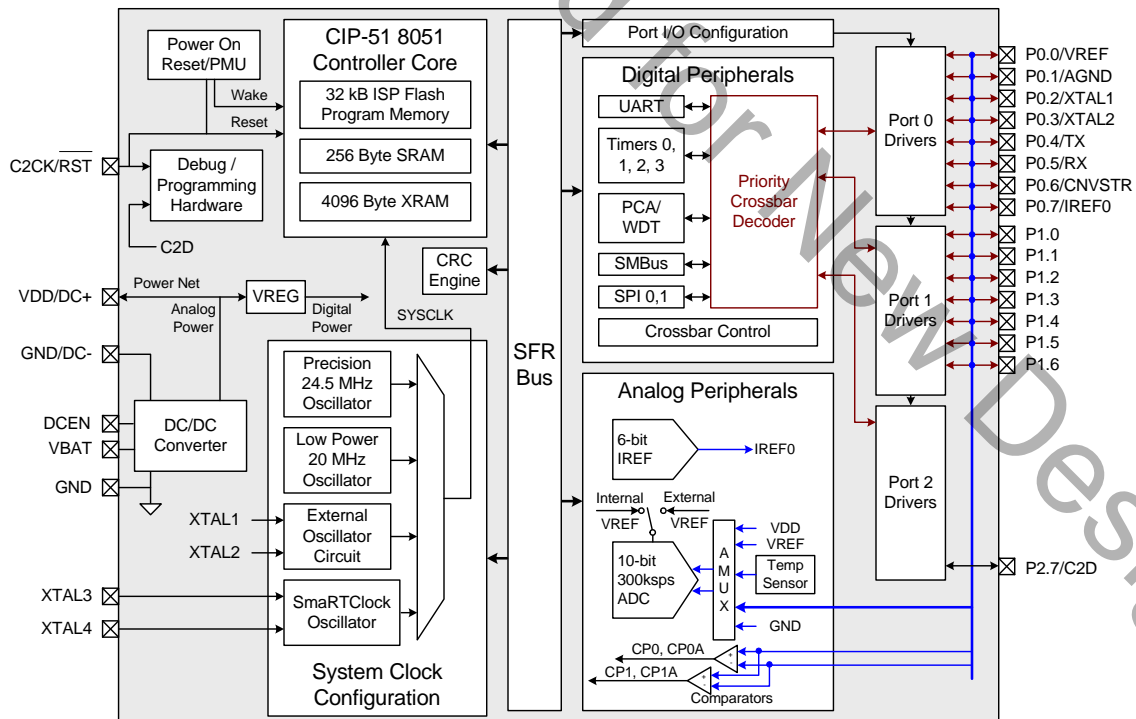 Power On
Reset/PMU
Wake
Reset
C2CK/RST
Debug /
Programming
Hardware
C2D
VDD/DC+
Power Net
Analog
Power
VREG
Digital
Power
GND/DC-
DCEN
VBAT
DC/DC
Converter
GND
XTAL1
XTAL2
XTAL3
XTAL4
CIP-51 8051
Controller Core
32 kB ISP Flash
Program Memory
256 Byte SRAM
4096 Byte XRAM
CRC
Engine
SYSCLK
Precision
24.5 MHz
Oscillator
Low Power
20 MHz
Oscillator
External
Oscillator
Circuit
SmaRTClock
Oscillator
System Clock
Configuration
SFR
Bus
Port I/O Configuration
Digital Peripherals
UART
Timers 0,
1, 2, 3
PCA/
WDT
SMBus
SPI 0,1
Priority
Crossbar
Decoder
Crossbar Control
Analog Peripherals
6-bit
IREF
IREF0
Internal
VREF
External
VREF
10-bit
300ksps
ADC
A
M
U
X
VDD
VREF
Temp
Sensor
GND
CP0, CP0A
CP1, CP1A
+
-
+
-
Comparators
Port 0
Drivers
Port 1
Drivers
Port 2
Drivers
P0.0/VREF
P0.1/AGND
P0.2/XTAL1
P0.3/XTAL2
P0.4/TX
P0.5/RX
P0.6/CNVSTR
P0.7/IREF0
P1.0
P1.1
P1.2
P1.3
P1.4
P1.5
P1.6
P2.7/C2D
for New Desi